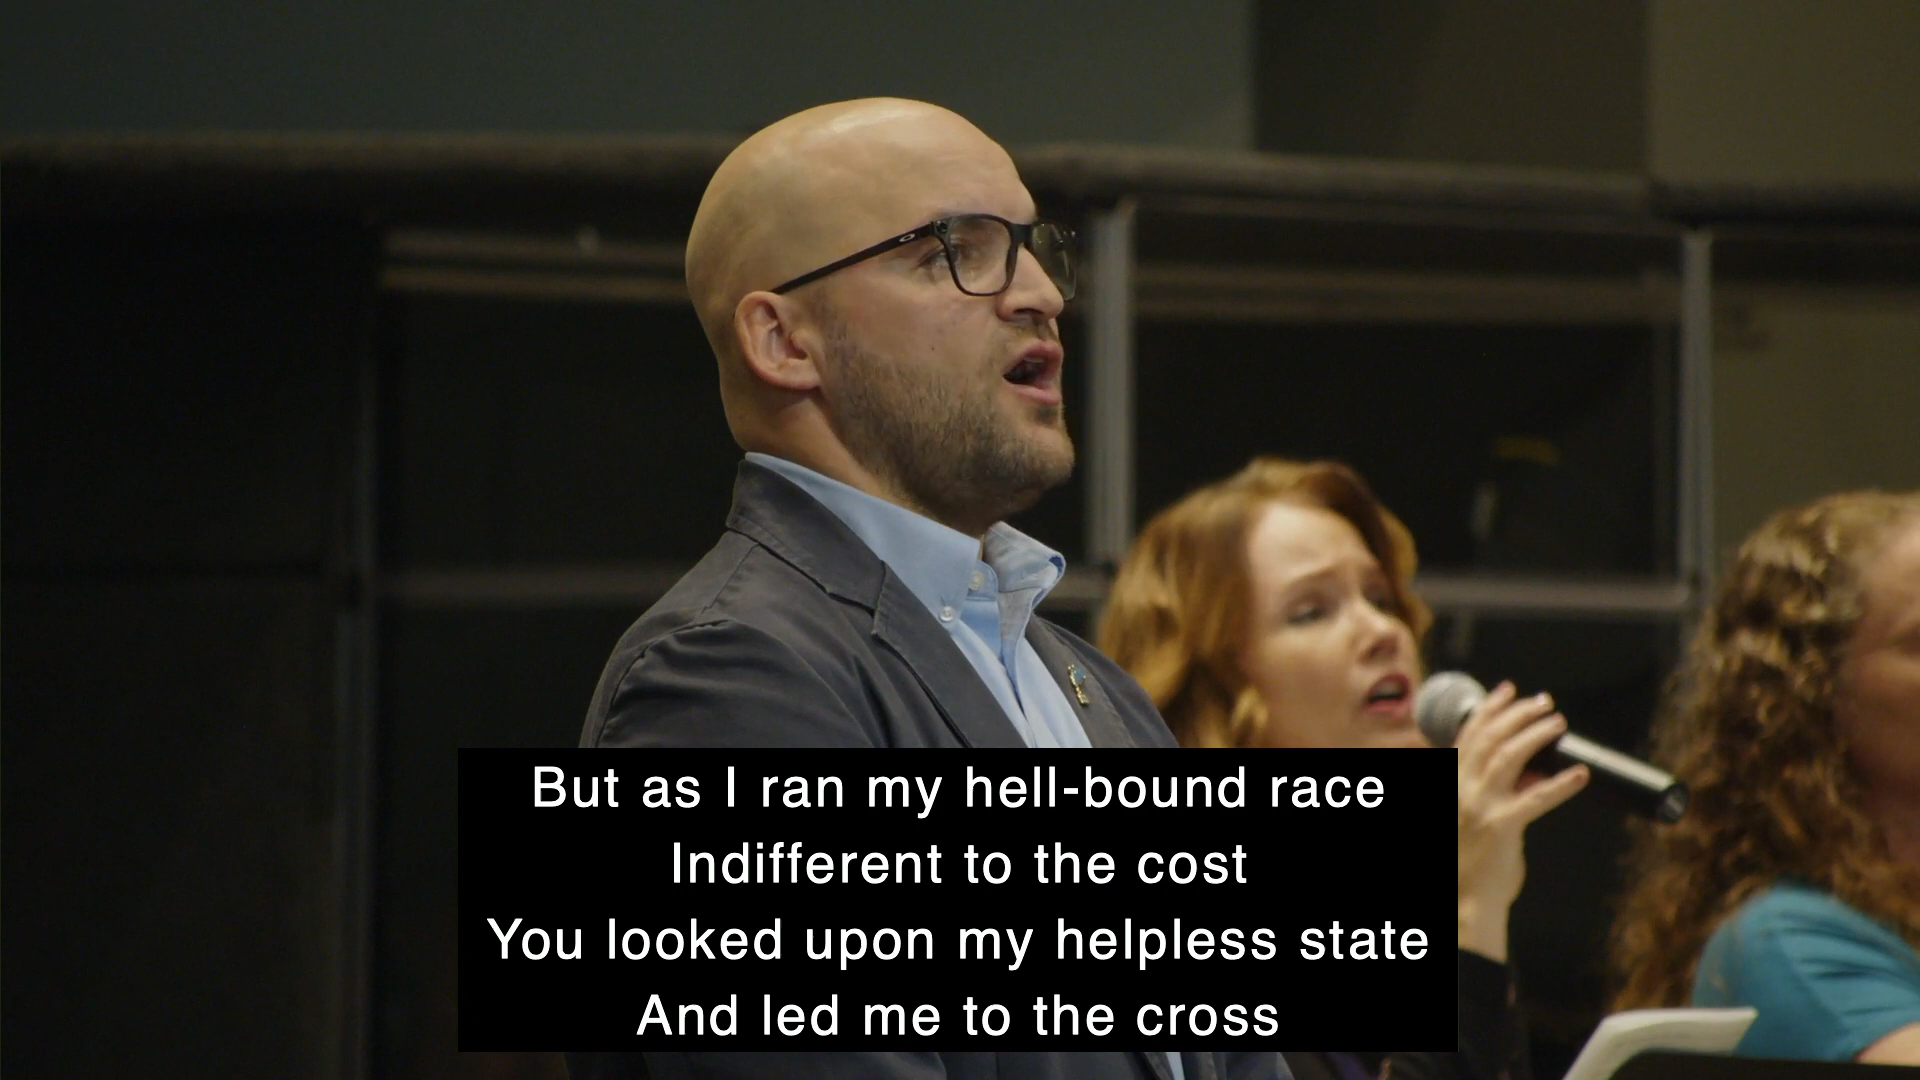 But as I ran my hell-bound race
Indifferent to the cost
You looked upon my helpless state
And led me to the cross